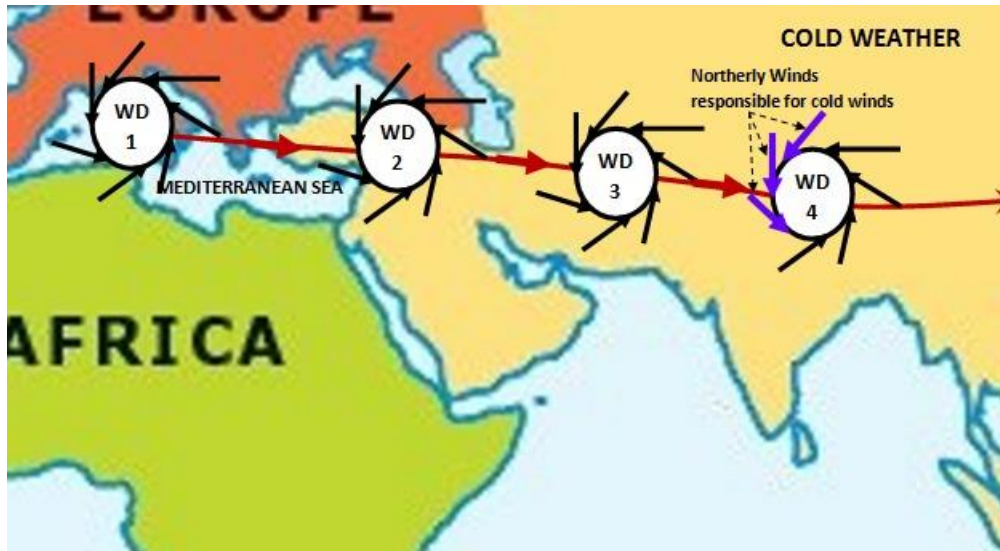 EUROPE
COLD WEATHER
Northerly Winds
responsible for cold winds
WD
1
WD
2
WD
3
WD
4
MEDITERRANEAN SEA
AFRICA